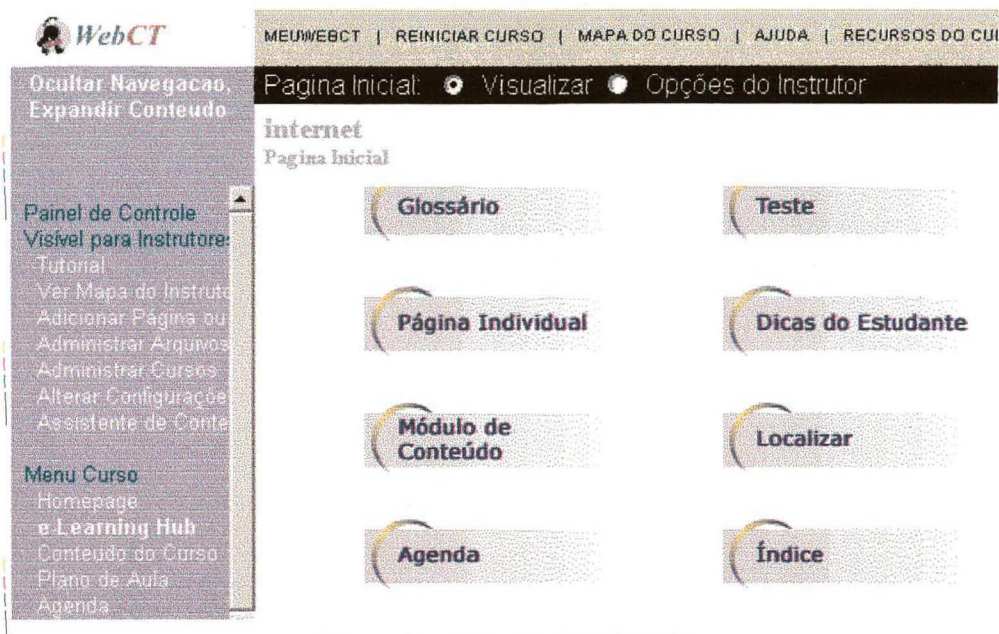 WebCT
MEUWEBCT | REINICIAR CURSO | MAPA DO CURSO | AJUDA | RECURSOS DO CU
Ocultar Navegacao,
Expandir Conteudo
Pagina Inicial: Visualizar Opções do Instrutor
internet
Pagina Inicial
Painel de Controle
Visível para Instrutores
Tutorial
Ver Mapa do Instruto
Adicionar Página ou
Administrar Arquivos
Administrar Cursos
Alterar Configuraçõe
Assistente de Conte
Menu Curso
Homepage
e-Learning Hub
Conteudo do Curso
Plano de Aula
Agenda
Glossário
Teste
Página Individual
Dicas do Estudante
Módulo de
Conteúdo
Localizar
Agenda
Índice